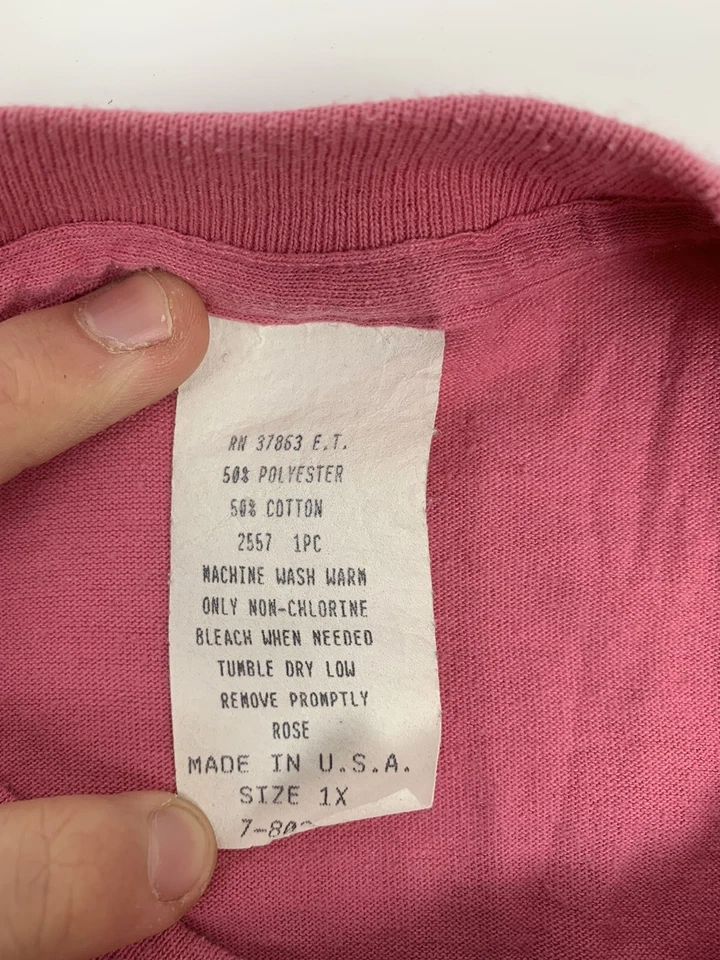 RN 37863 E.T.
50% POLYESTER
50% COTTON
2557 1PC
MACHINE WASH WARM
ONLY NON-CHLORINE
BLEACH WHEN NEEDED
TUMBLE DRY LOW
REMOVE PROMPTLY
ROSE
MADE IN U.S.A.
SIZE 1X